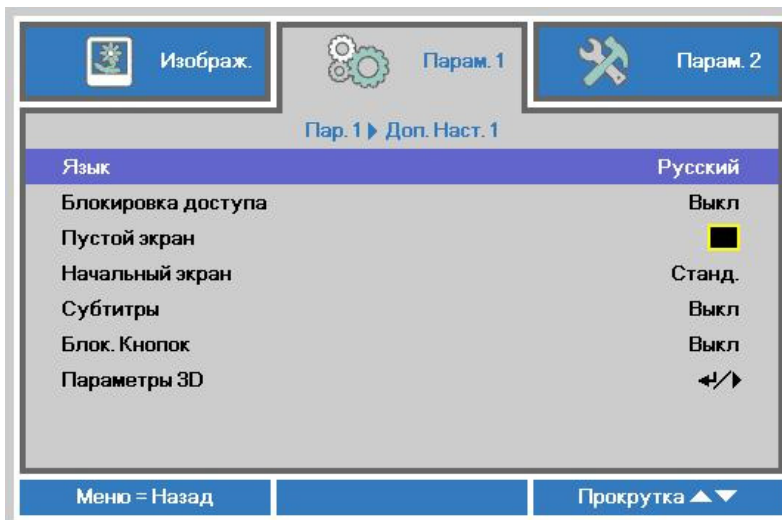 Изображ.
Парам. 1
Парам. 2
Пар. 1 ▶ Доп. Наст. 1
Язык Русский
Блокировка доступа Выкл
Пустой экран
Начальный экран Станд.
Субтитры Выкл
Блок. Кнопок Выкл
Параметры 3D ↵/▶
Меню = Назад Прокрутка ▲▼